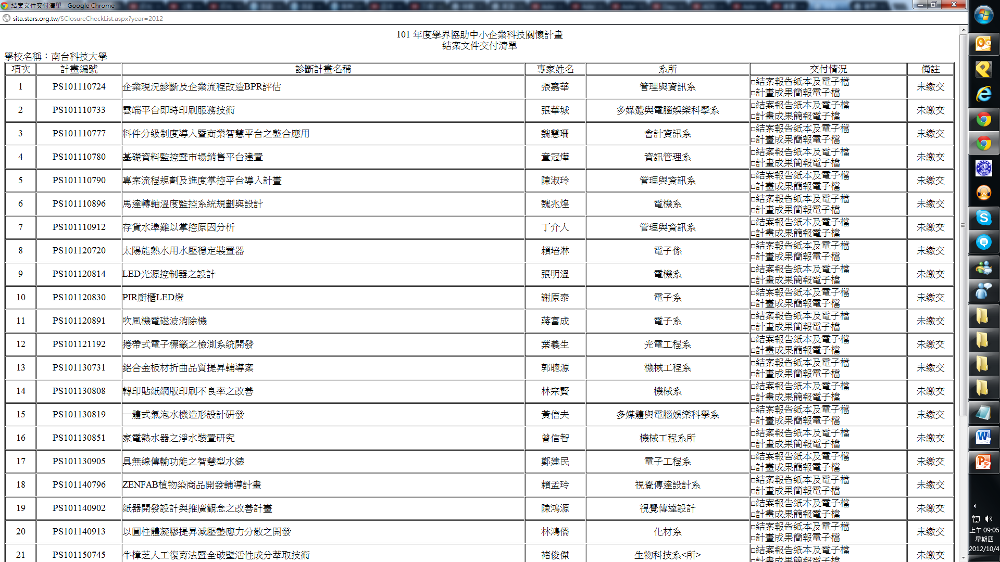 結案文件交付清單 - Google Chrome
sita.stars.org.tw/SClosureCheckList.aspx?year=2012
101 年度學界協助中小企業科技關懷計畫
結案文件交付清單
學校名稱：南台科技大學
項次 計畫編號 診斷計畫名稱 專家姓名 系所 交付情況 備註
1 PS101110724 企業現況診斷及企業流程改造BPR評估 張嘉華 管理與資訊系 □結案報告紙本及電子檔 未繳交
□計畫成果簡報電子檔
2 PS101110733 雲端平台即時印刷服務技術 張華城 多媒體與電腦娛樂科學系 □結案報告紙本及電子檔 未繳交
□計畫成果簡報電子檔
3 PS101110777 料件分級制度導入暨商業智慧平台之整合應用 魏慧珊 會計資訊系 □結案報告紙本及電子檔 未繳交
□計畫成果簡報電子檔
4 PS101110780 基礎資料監控暨市場銷售平台建置 童冠燁 資訊管理系 □結案報告紙本及電子檔 未繳交
□計畫成果簡報電子檔
5 PS101110790 專案流程規劃及進度掌控平台導入計畫 陳淑玲 管理與資訊系 □結案報告紙本及電子檔 未繳交
□計畫成果簡報電子檔
6 PS101110896 馬達轉軸溫度監控系統規劃與設計 魏兆煌 電機系 □結案報告紙本及電子檔 未繳交
□計畫成果簡報電子檔
7 PS101110912 存貨水準難以掌控原因分析 丁介人 管理與資訊系 □結案報告紙本及電子檔 未繳交
□計畫成果簡報電子檔
8 PS101120720 太陽能熱水用水壓穩定裝置器 賴培淋 電子係 □結案報告紙本及電子檔 未繳交
□計畫成果簡報電子檔
9 PS101120814 LED光源控制器之設計 張明溫 電機系 □結案報告紙本及電子檔 未繳交
□計畫成果簡報電子檔
10 PS101120830 PIR廚櫃LED燈 謝原泰 電子系 □結案報告紙本及電子檔 未繳交
□計畫成果簡報電子檔
11 PS101120891 吹風機電磁波消除機 蔣富成 電子系 □結案報告紙本及電子檔 未繳交
□計畫成果簡報電子檔
12 PS101121192 捲帶式電子標籤之檢測系統開發 葉義生 光電工程系 □結案報告紙本及電子檔 未繳交
□計畫成果簡報電子檔
13 PS101130731 鋁合金板材折曲品質提昇輔導案 郭聰源 機械工程系 □結案報告紙本及電子檔 未繳交
□計畫成果簡報電子檔
14 PS101130808 轉印貼紙網版印刷不良率之改善 林宗賢 機械系 □結案報告紙本及電子檔 未繳交
□計畫成果簡報電子檔
15 PS101130819 一體式氣泡水機造形設計研發 黃信夫 多媒體與電腦娛樂科學系 □結案報告紙本及電子檔 未繳交
□計畫成果簡報電子檔
16 PS101130851 家電熱水器之淨水裝置研究 曾信智 機械工程系所 □結案報告紙本及電子檔 未繳交
□計畫成果簡報電子檔
17 PS101130905 具無線傳輸功能之智慧型水錶 鄭建民 電子工程系 □結案報告紙本及電子檔 未繳交
□計畫成果簡報電子檔
18 PS101140796 ZENFAB植物染商品開發輔導計畫 賴孟玲 視覺傳達設計系 □結案報告紙本及電子檔 未繳交
□計畫成果簡報電子檔
19 PS101140902 紙器開發設計與推廣觀念之改善計畫 陳鴻源 視覺傳達設計 □結案報告紙本及電子檔 未繳交
□計畫成果簡報電子檔
20 PS101140913 以圓柱體凝膠提昇減壓墊應力分散之開發 林鴻儒 化材系 □結案報告紙本及電子檔 未繳交
□計畫成果簡報電子檔
21 PS101150745 牛樟芝人工復育法暨全破壁活性成分萃取技術 褚俊傑 生物科技系<所> □結案報告紙本及電子檔 未繳交
□計畫成果簡報電子檔
上午 09:05
星期四
2012/10/4